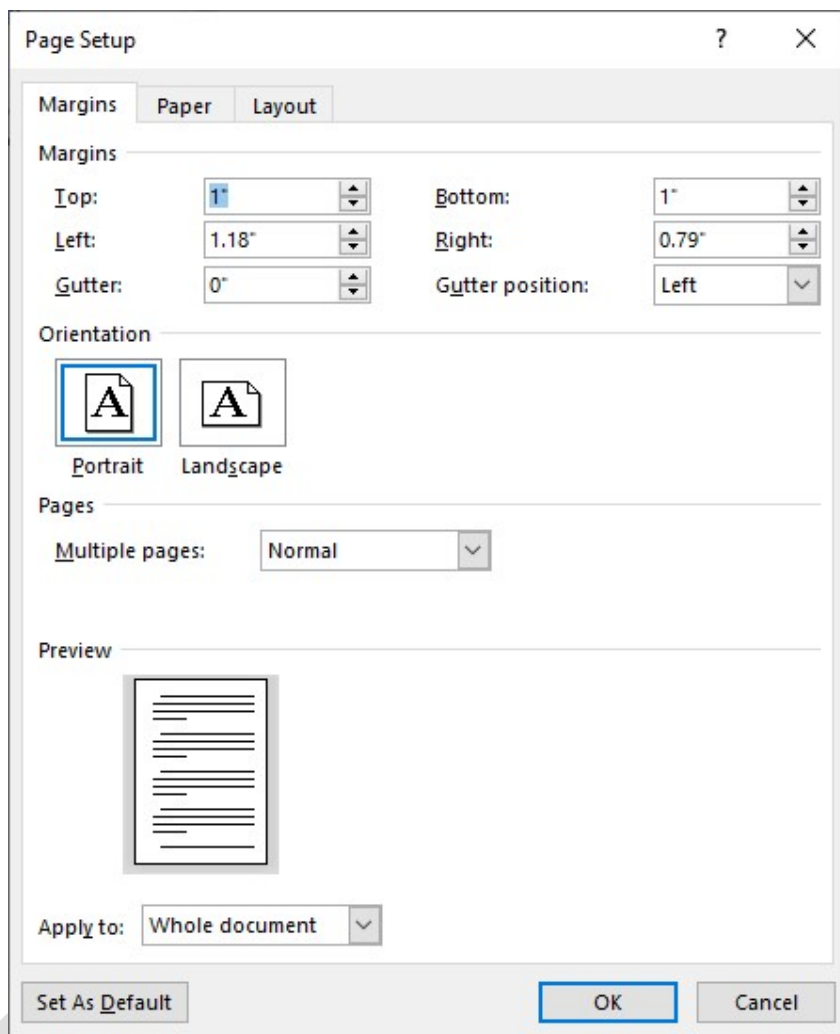 Page Setup ? X
Margins Paper Layout
Margins
Top: 1" Bottom: 1"
Left: 1.18" Right: 0.79"
Gutter: 0" Gutter position: Left
Orientation
A A
Portrait Landscape
Pages
Multiple pages: Normal
Preview
Apply to: Whole document
Set As Default OK Cancel